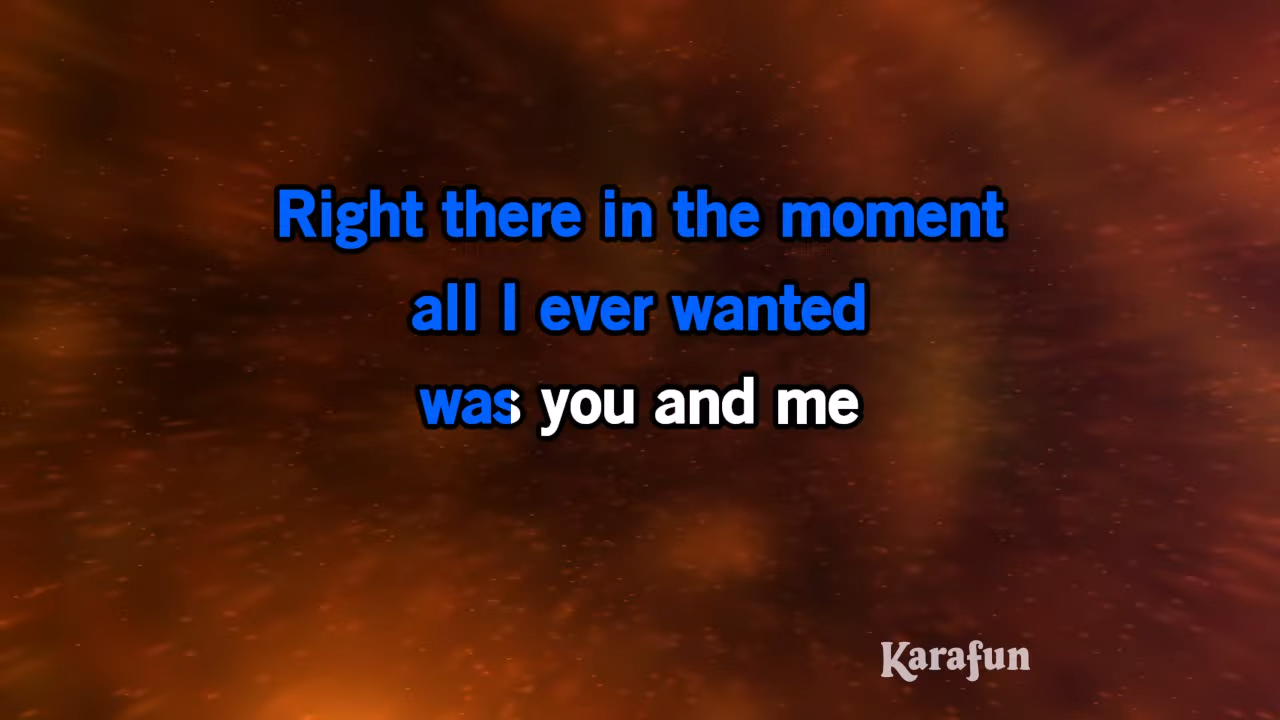 Right there in the moment
all I ever wanted
was you and me
Karafun